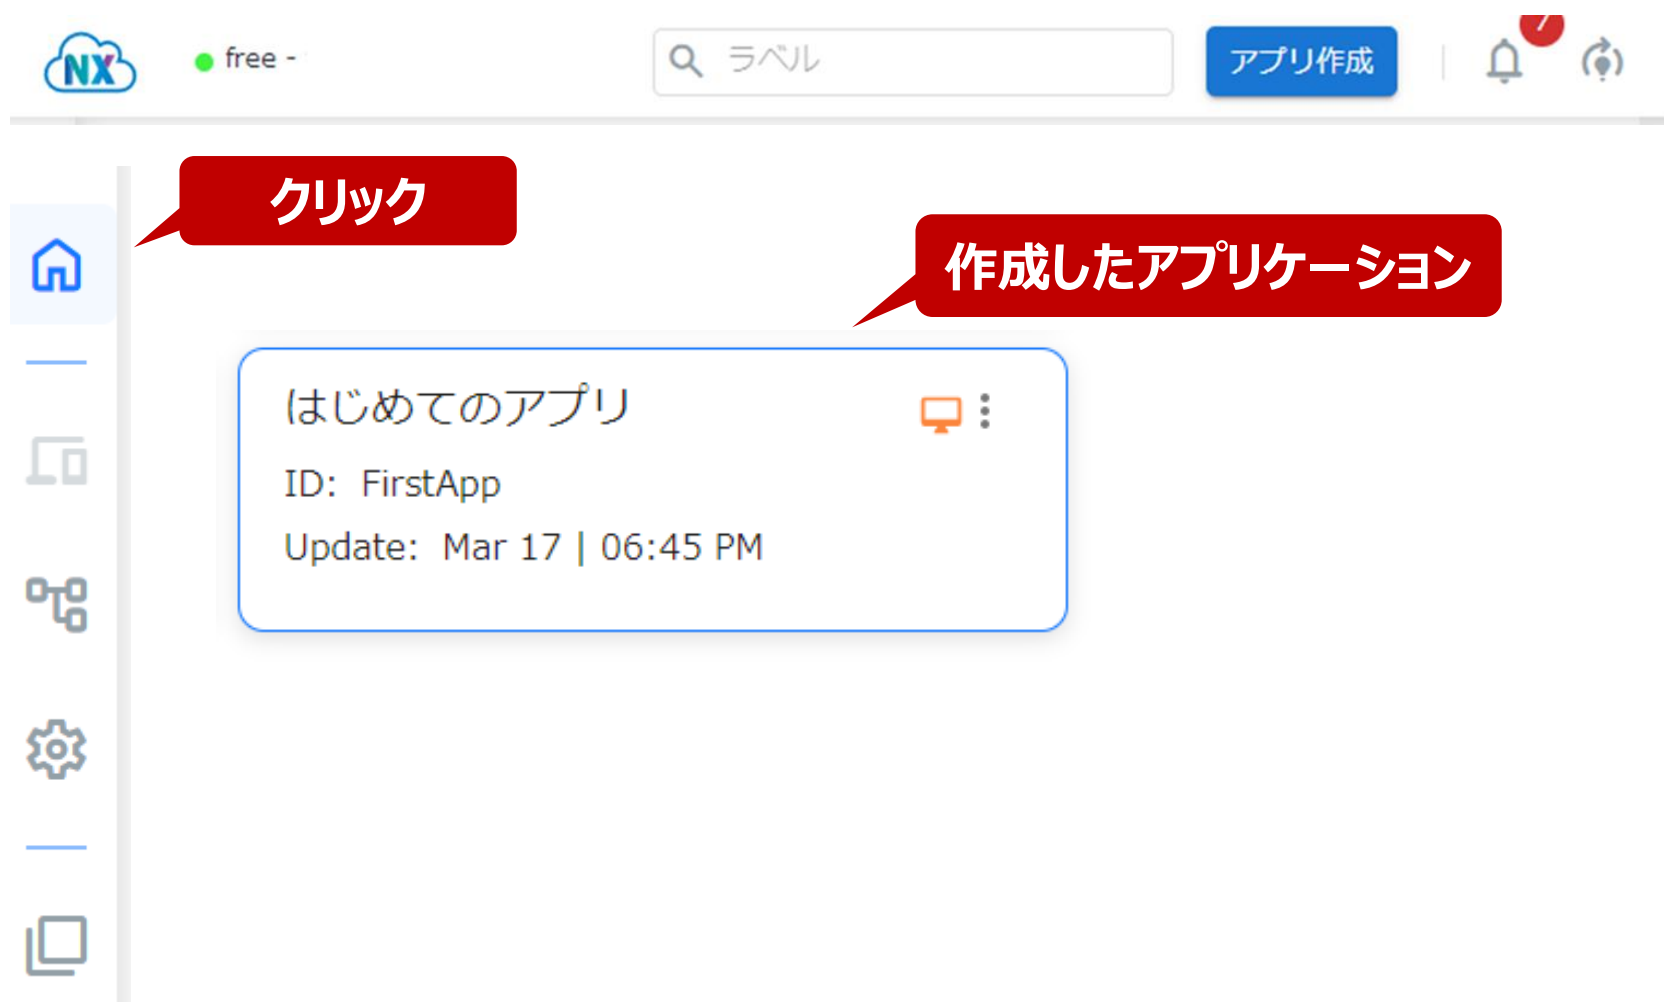 NX
free -
ラベル
アプリ作成
7
クリック
作成したアプリケーション
はじめてのアプリ
ID: FirstApp
Update: Mar 17 | 06:45 PM